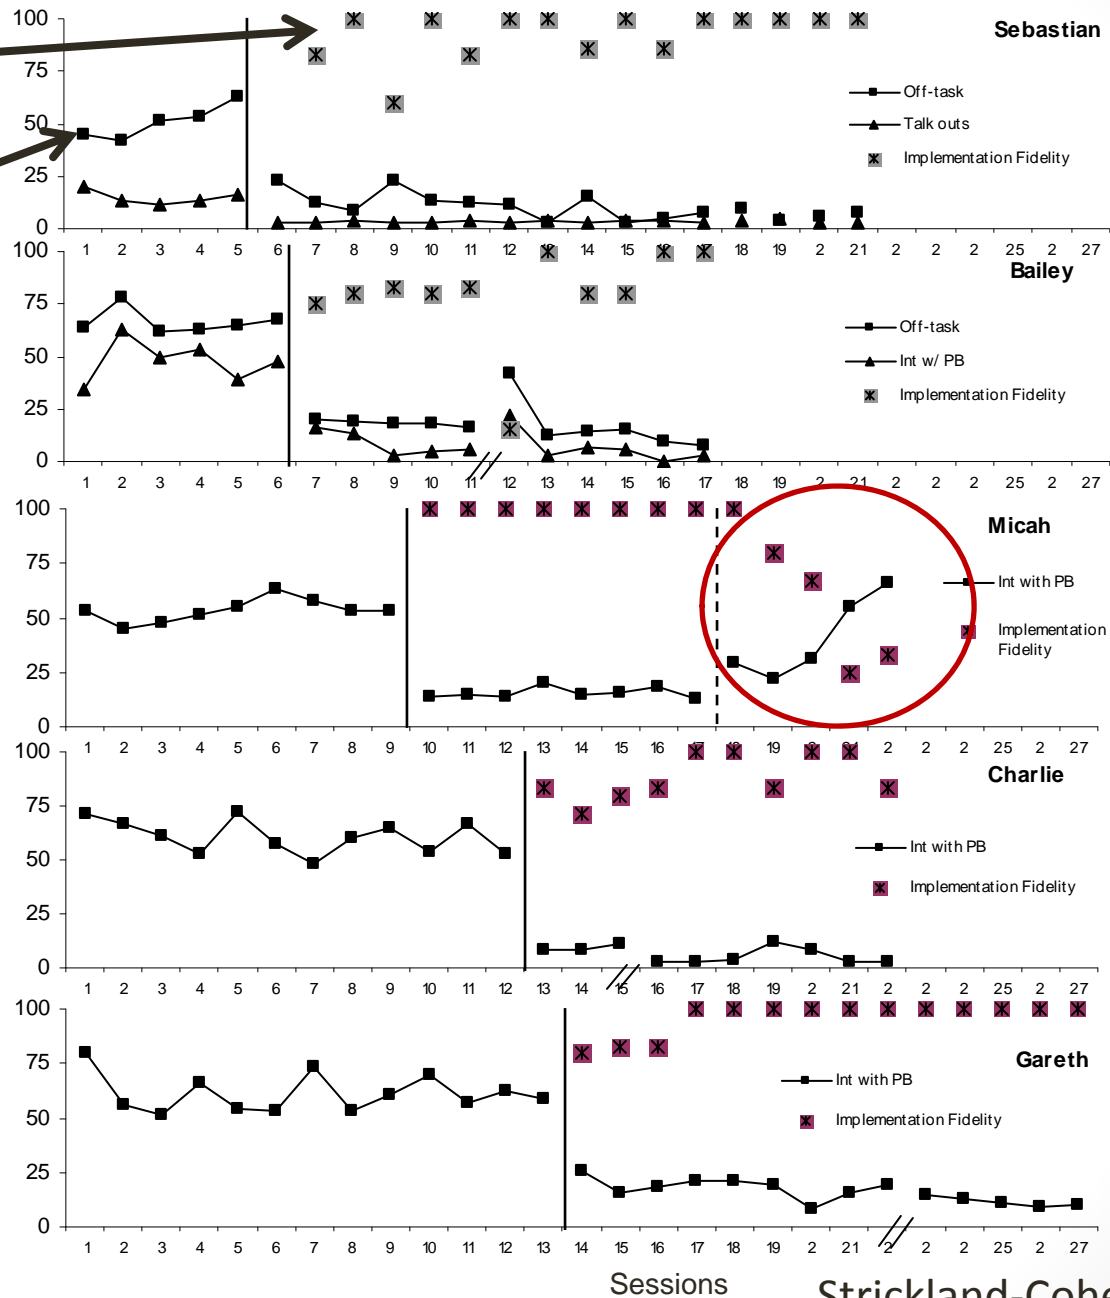 100
75
50
25
0
Sebastian
Off-task
Talk outs
Implementation Fidelity
1 2 3 4 5 6 7 8 9 10 11 12 13 14 15 16 17 18 19 2 21 2 2 2 25 2 27
100
75
50
25
0
Bailey
Off-task
Int w/ PB
Implementation Fidelity
1 2 3 4 5 6 7 8 9 10 11 12 13 14 15 16 17 18 19 2 21 2 2 2 25 2 27
100
75
50
25
0
Micah
Int with PB
Implementation
Fidelity
1 2 3 4 5 6 7 8 9 10 11 12 13 14 15 16 19 2 2 2 25 2 27
100
75
50
25
0
Charlie
Int with PB
Implementation Fidelity
1 2 3 4 5 6 7 8 9 10 11 12 13 14 15 16 17 18 19 2 21 2 2 2 25 2 27
100
75
50
25
0
Gareth
Int with PB
Implementation Fidelity
1 2 3 4 5 6 7 8 9 10 11 12 13 14 15 16 17 18 19 2 21 2 2 2 25 2 27
Sessions
Strickland-Cohe